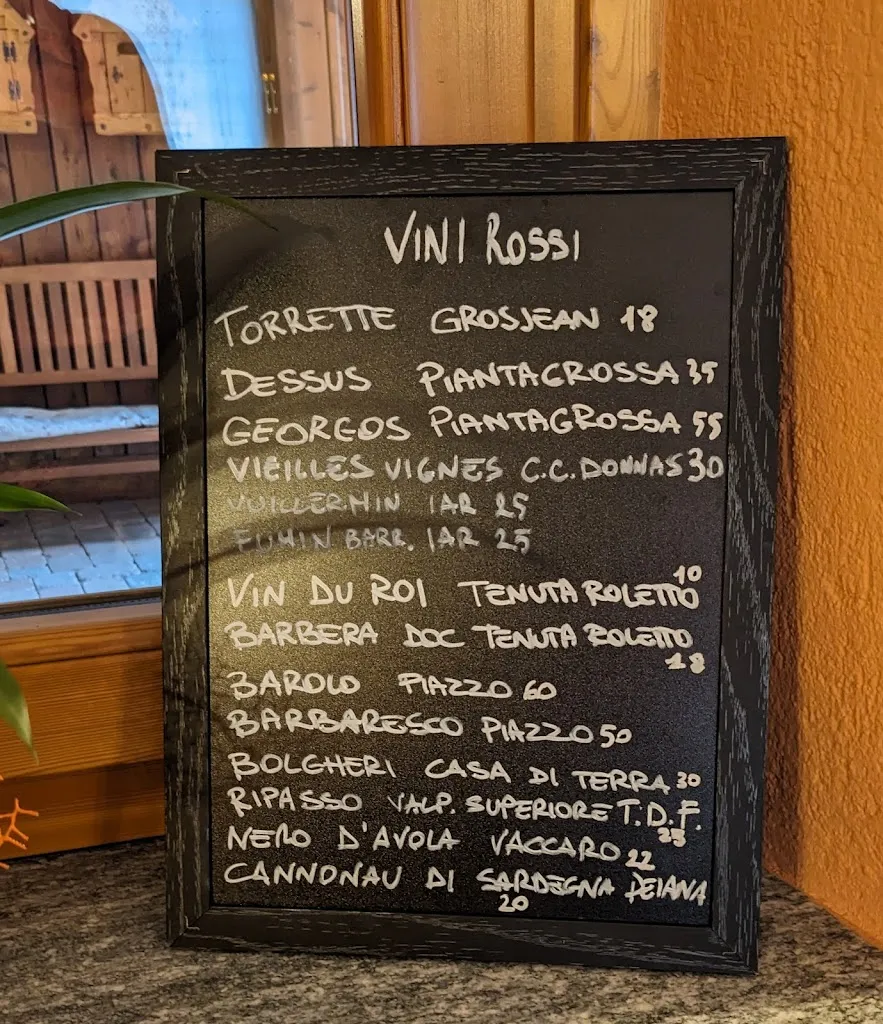 VINI ROSSI
TORRETTE GROSJEAN 18
DESSUS PIANTAGROSSA 35
GEORGOS PIANTAGROSSA 55
VIEILLES VIGNES C.C. DONNAS 30
VUILLERMIN IAR 25
FUMIN BARR. IAR 25
VIN DU ROI TENUTA ROLETTO 10
BARBERA DOC TENUTA ROLETTO
18
BAROLO PIAZZO 60
BARBARESCO PIAZZO 50
BOLGHERI CASA DI TERRA 30
RIPASSO VALP. SUPERIORE T.D.F.
35
NERO D'AVOLA VACCARO 22
CANNONAU DI SARDEGNA DEIANA
20